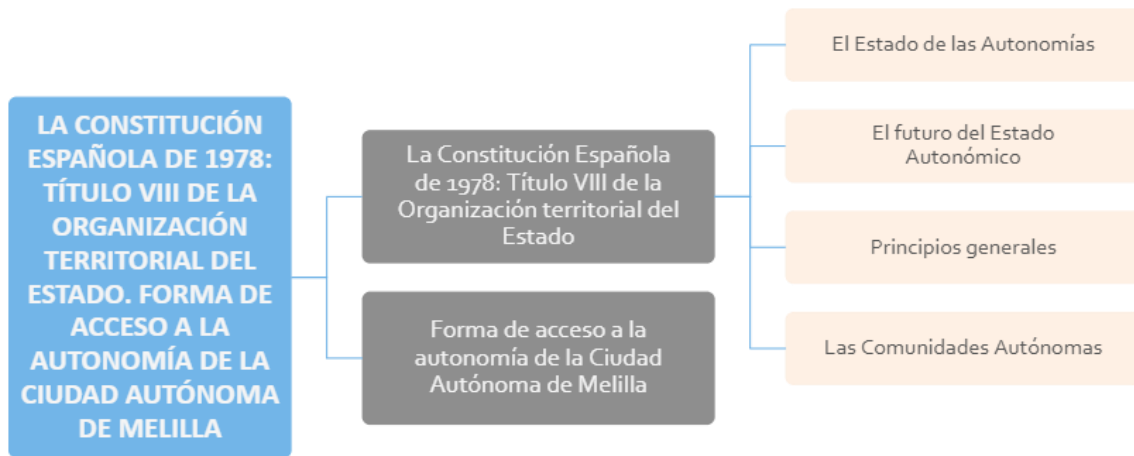 LA CONSTITUCIÓN
ESPAÑOLA DE 1978:
TÍTULO VIII DE LA
ORGANIZACIÓN
TERRITORIAL DEL
ESTADO. FORMA DE
ACCESO A LA
AUTONOMÍA DE LA
CIUDAD AUTÓNOMA
DE MELILLA
La Constitución Española
de 1978: Título VIII de la
Organización territorial del
Estado
Forma de acceso a la
autonomía de la Ciudad
Autónoma de Melilla
El Estado de las Autonomías
El futuro del Estado
Autonómico
Principios generales
Las Comunidades Autónomas